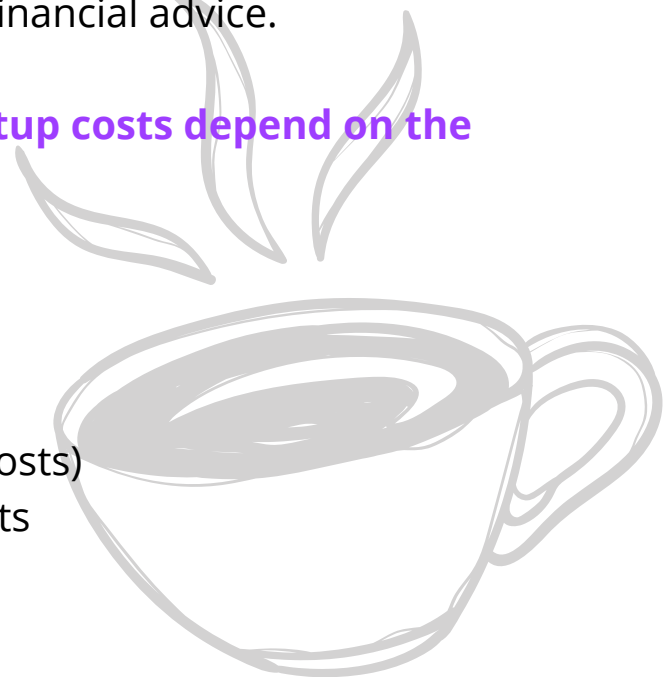 inancial advice.
tup costs depend on the
osts)
ts